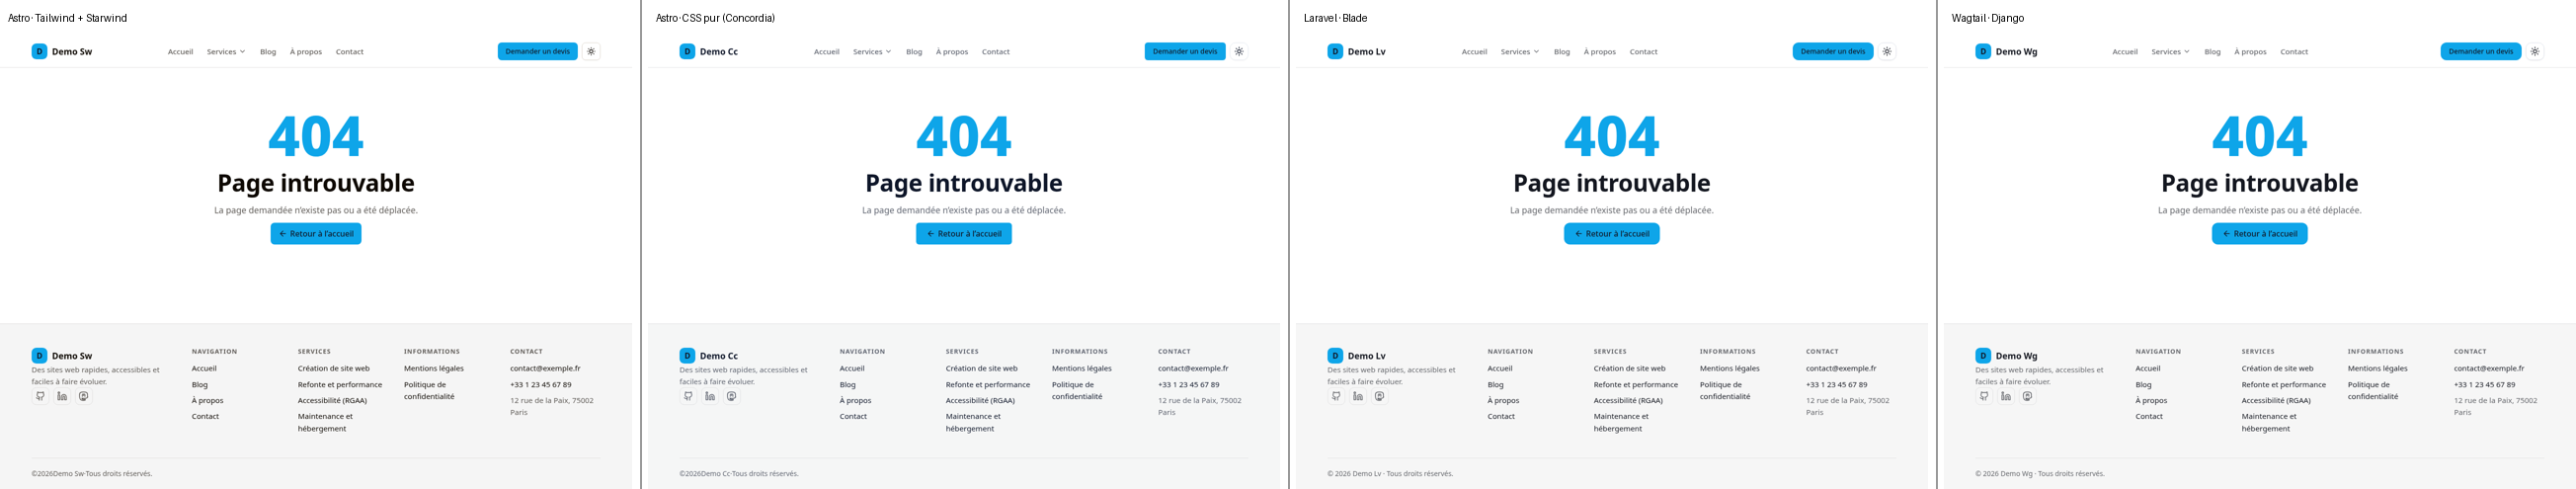 Astro·Tailwind + Starwind
D Demo Sw
Accueil Services Blog À propos Contact
Demander un devis
404
Page introuvable
La page demandée n'existe pas ou a été déplacée.
← Retour à l'accueil
D Demo Sw
Des sites web rapides, accessibles et
faciles à faire évoluer.
NAVIGATION
Accueil
Blog
À propos
Contact
SERVICES
Création de site web
Refonte et performance
Accessibilité (RGAA)
Maintenance et
hébergement
INFORMATIONS
Mentions légales
Politique de
confidentialité
CONTACT
contact@exemple.fr
+33 1 23 45 67 89
12 rue de la Paix, 75002
Paris
©2026Demo Sw·Tous droits réservés.
Astro·CSS pur (Concordia)
D Demo Cc
Accueil Services Blog À propos Contact
Demander un devis
404
Page introuvable
La page demandée n'existe pas ou a été déplacée.
← Retour à l'accueil
D Demo Cc
Des sites web rapides, accessibles et
faciles à faire évoluer.
NAVIGATION
Accueil
Blog
À propos
Contact
SERVICES
Création de site web
Refonte et performance
Accessibilité (RGAA)
Maintenance et
hébergement
INFORMATIONS
Mentions légales
Politique de
confidentialité
CONTACT
contact@exemple.fr
+33 1 23 45 67 89
12 rue de la Paix, 75002
Paris
©2026Demo Cc·Tous droits réservés.
Laravel·Blade
D Demo Lv
Accueil Services Blog À propos Contact
Demander un devis
404
Page introuvable
La page demandée n'existe pas ou a été déplacée.
← Retour à l'accueil
D Demo Lv
Des sites web rapides, accessibles et
faciles à faire évoluer.
NAVIGATION
Accueil
Blog
À propos
Contact
SERVICES
Création de site web
Refonte et performance
Accessibilité (RGAA)
Maintenance et
hébergement
INFORMATIONS
Mentions légales
Politique de
confidentialité
CONTACT
contact@exemple.fr
+33 1 23 45 67 89
12 rue de la Paix, 75002
Paris
© 2026 Demo Lv · Tous droits réservés.
Wagtail·Django
D Demo Wg
Accueil Services Blog À propos Contact
Demander un devis
404
Page introuvable
La page demandée n'existe pas ou a été déplacée.
← Retour à l'accueil
D Demo Wg
Des sites web rapides, accessibles et
faciles à faire évoluer.
NAVIGATION
Accueil
Blog
À propos
Contact
SERVICES
Création de site web
Refonte et performance
Accessibilité (RGAA)
Maintenance et
hébergement
INFORMATIONS
Mentions légales
Politique de
confidentialité
CONTACT
contact@exemple.fr
+33 1 23 45 67 89
12 rue de la Paix, 75002
Paris
© 2026 Demo Wg · Tous droits réservés.